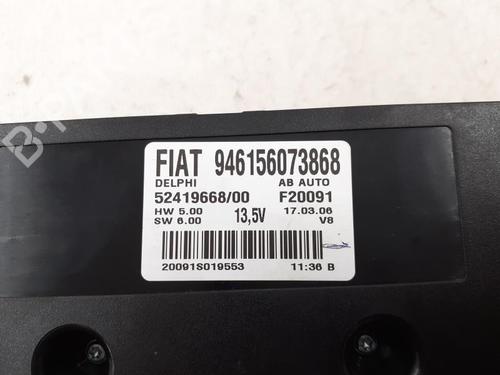 FIAT 946156073868
DELPHI AB AUTO
52419668/00 F20091
HW 5.00 13,5V 17.03.06
SW 6.00 V8
20091S019553 11:36 B